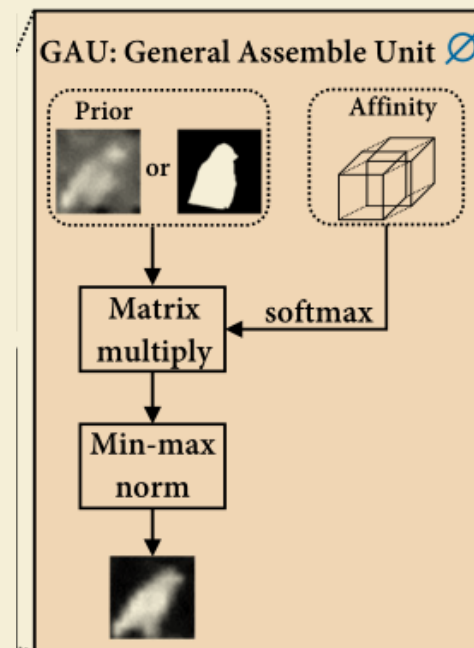 GAU: General Assemble Unit ∅
Prior
Affinity
or
softmax
Matrix
multiply
Min-max
norm